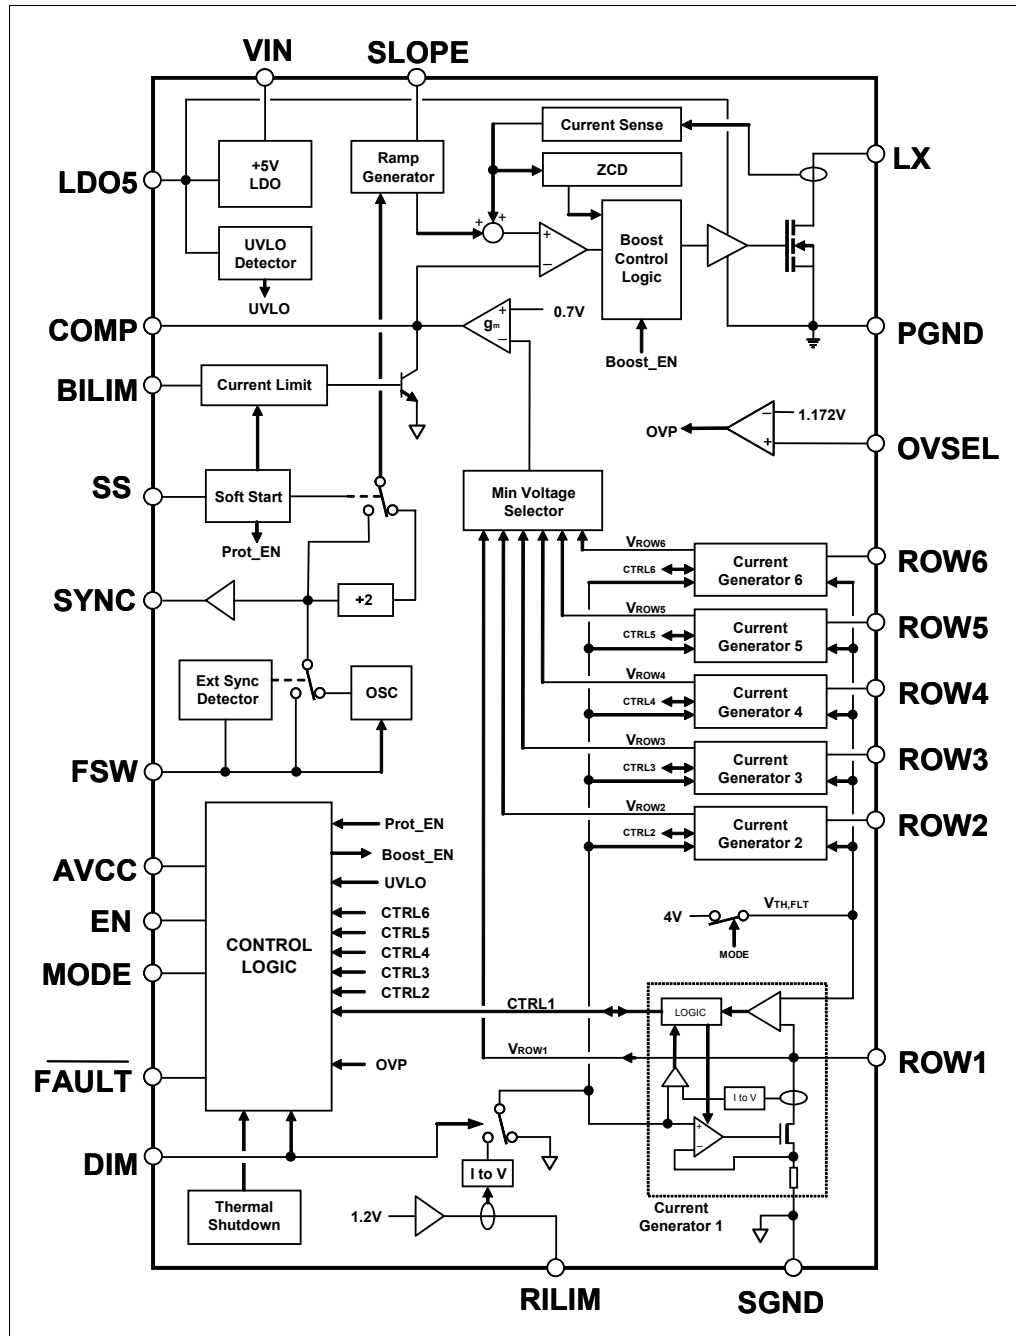 VIN
SLOPE
Current Sense
+5V
LDO
Ramp
Generator
LX
LDO5
ZCD
+
+
UVLO
Detector
+
–
Boost
Control
Logic
UVLO
COMP
gm
+
–
0.7V
PGND
Boost_EN
BILIM
Current Limit
1.172V
–
+
OVP
OVSEL
SS
Soft Start
Min Voltage
Selector
Prot_EN
VROW6
CTRL6
Current
Generator 6
ROW6
SYNC
÷2
VROW5
CTRL5
Current
Generator 5
ROW5
Ext Sync
Detector
OSC
VROW4
CTRL4
Current
Generator 4
ROW4
FSW
VROW3
CTRL3
Current
Generator 3
ROW3
VROW2
CTRL2
Current
Generator 2
ROW2
Prot_EN
Boost_EN
AVCC
UVLO
EN
CTRL6
CTRL5
CONTROL
LOGIC
CTRL4
MODE
CTRL3
CTRL2
4V
VTH,FLT
MODE
CTRL1
LOGIC
VROW1
ROW1
FAULT
OVP
I to V
+
–
DIM
I to V
Thermal
Shutdown
1.2V
Current
Generator 1
RILIM
SGND